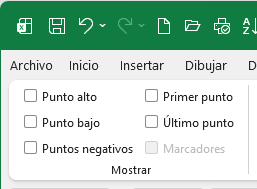 Archivo Inicio Insertar Dibujar D
Punto alto Primer punto
Punto bajo Último punto
Puntos negativos Marcadores
Mostrar